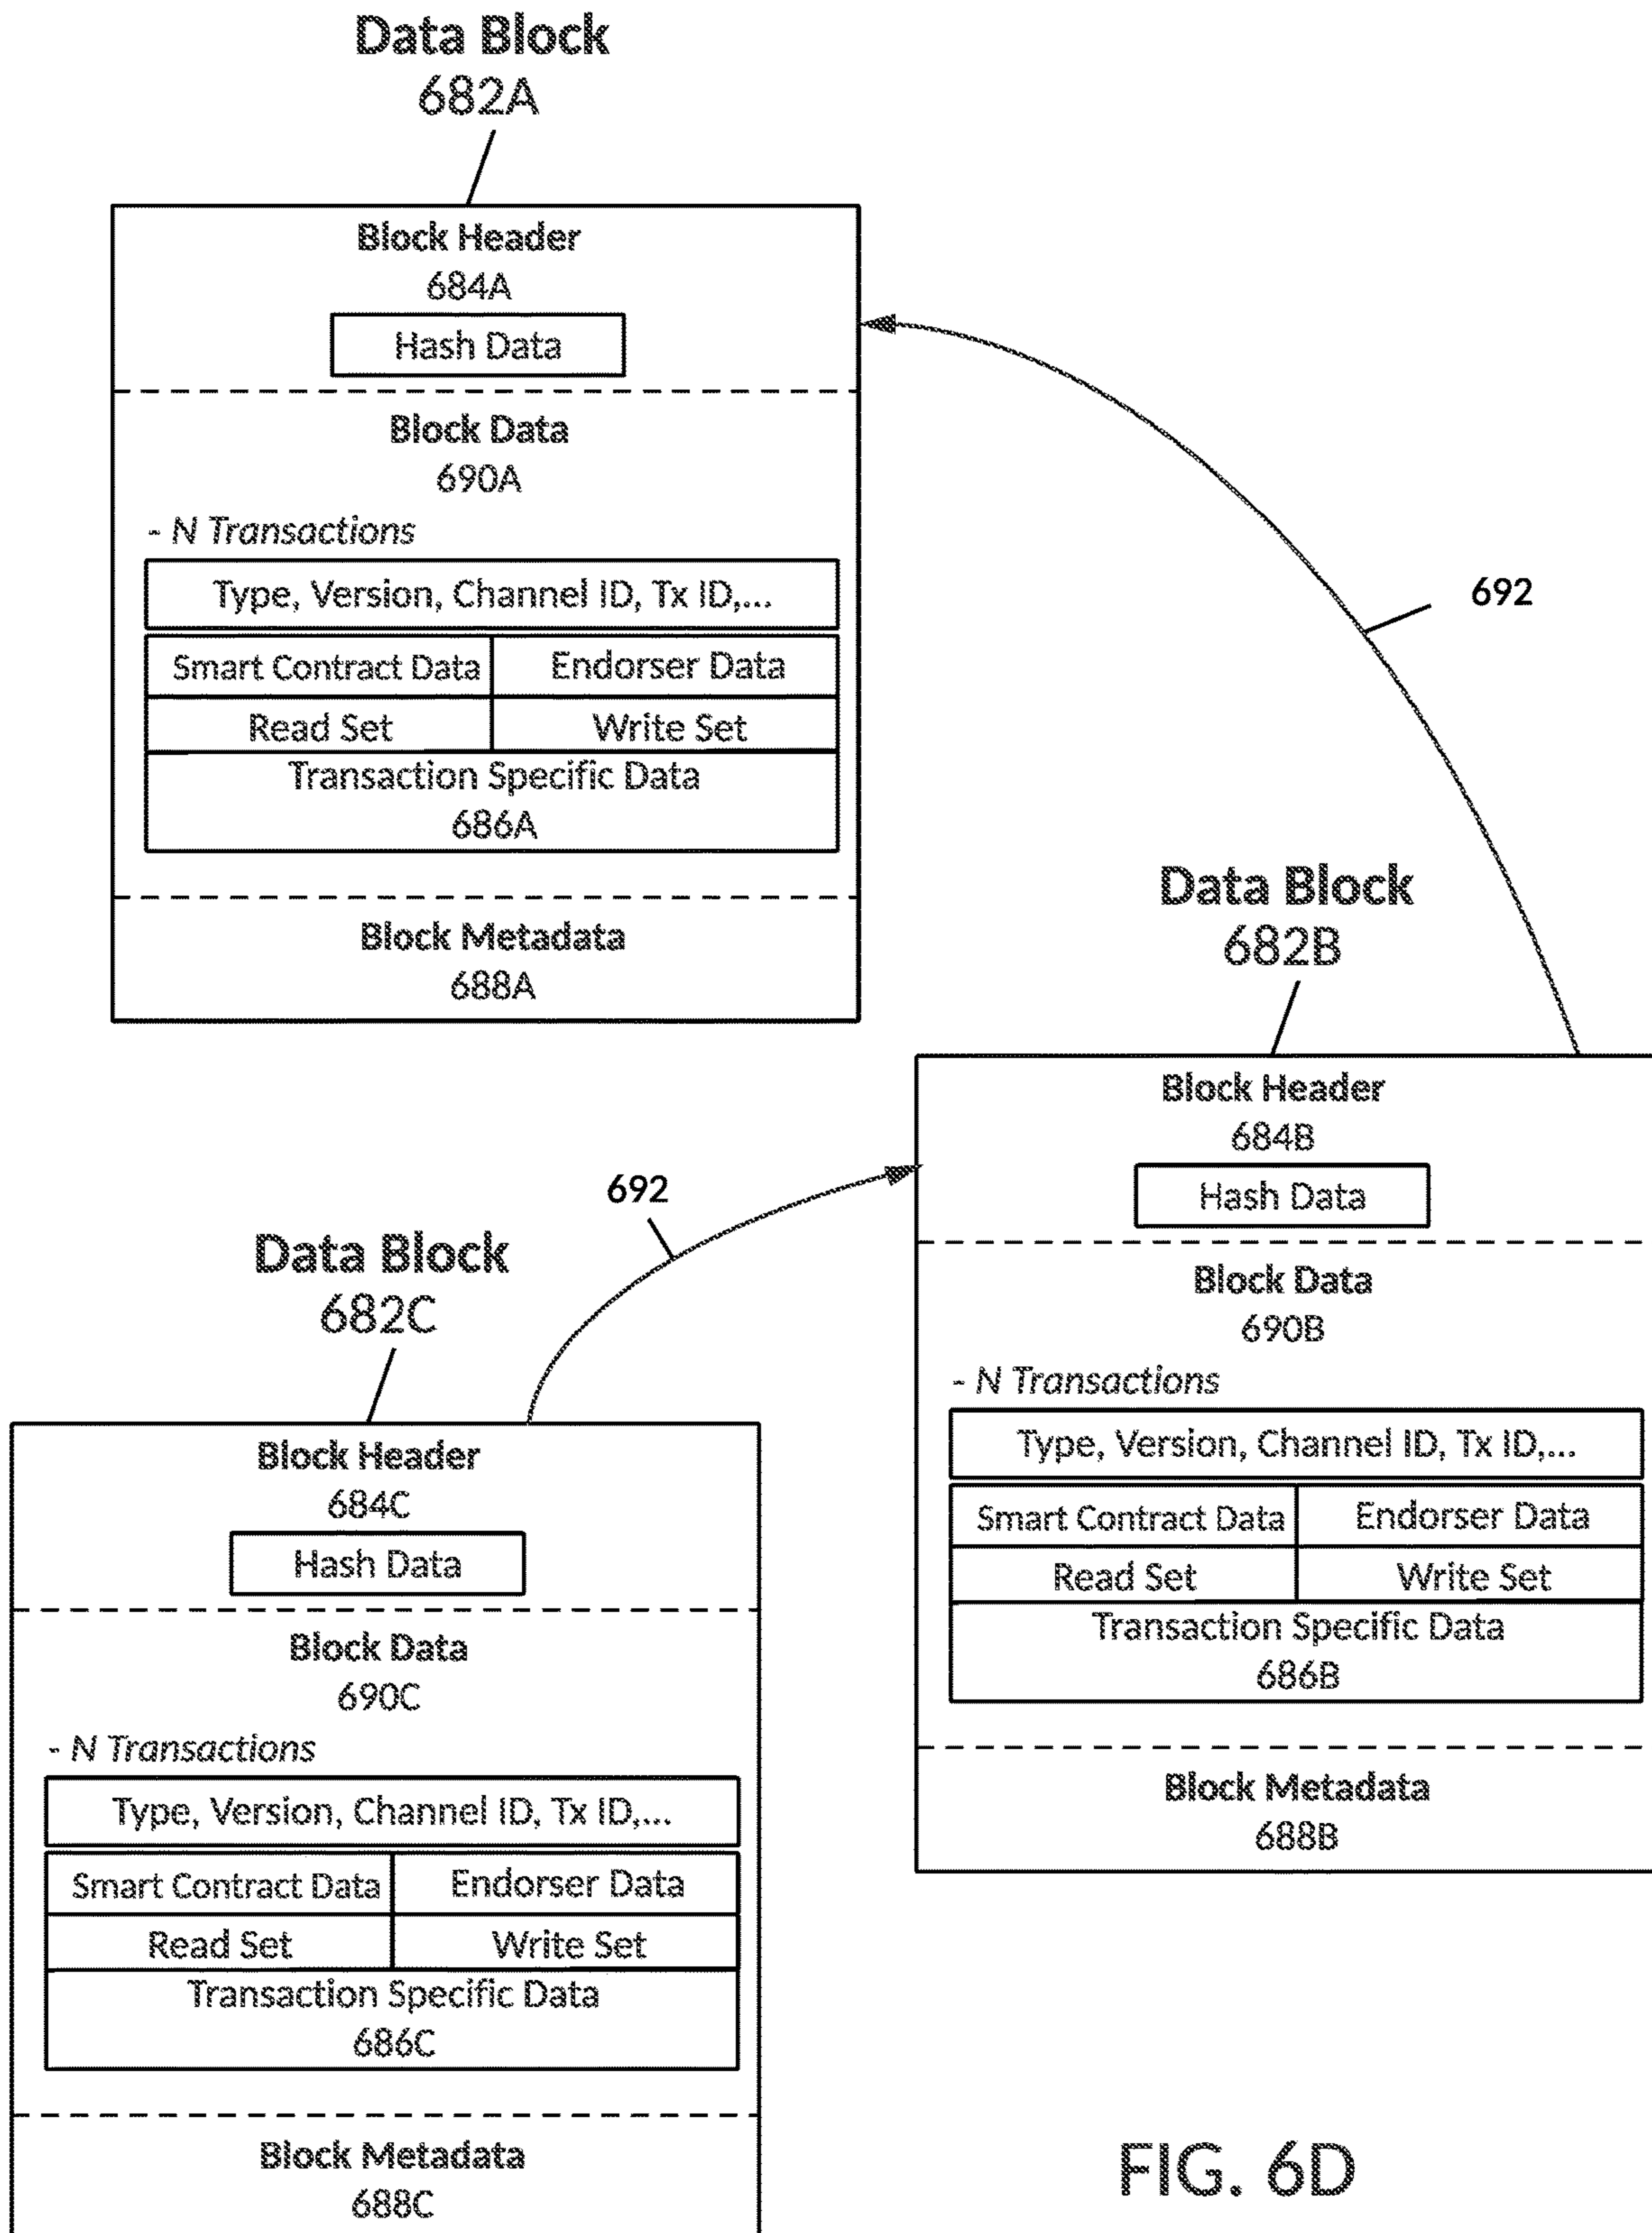 Data Block
682A
Block Header
684A
Hash Data
Block Data
690A
- N Transactions
Type, Version, Channel ID, Tx ID,...
Smart Contract Data Endorser Data
Read Set Write Set
Transaction Specific Data
686A
Block Metadata
688A
692
Data Block
682B
Block Header
684B
Hash Data
Block Data
690B
- N Transactions
Type, Version, Channel ID, Tx ID,...
Smart Contract Data Endorser Data
Read Set Write Set
Transaction Specific Data
686B
Block Metadata
688B
692
Data Block
682C
Block Header
684C
Hash Data
Block Data
690C
- N Transactions
Type, Version, Channel ID, Tx ID,...
Smart Contract Data Endorser Data
Read Set Write Set
Transaction Specific Data
686C
Block Metadata
688C
FIG. 6D